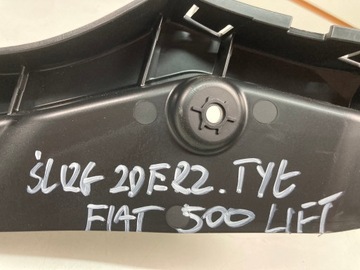 ŚLIZG ZDERZ. TYŁ
FIAT 500 LIFT